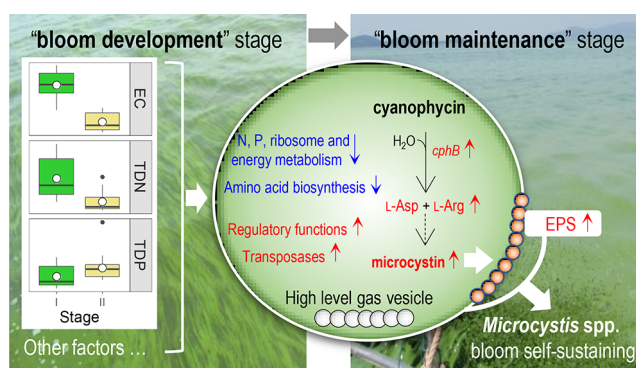 “bloom development” stage
“bloom maintenance” stage
EC
TDN
TDP
I
II
Stage
Other factors ...
cyanophycin
H₂O
cphB ↑
N, P, ribosome and
energy metabolism ↓
Amino acid biosynthesis ↓
L-Asp + L-Arg ↑
Regulatory functions ↑
Transposases ↑
microcystin ↑
High level gas vesicle
EPS ↑
Microcystis spp.
bloom self-sustaining